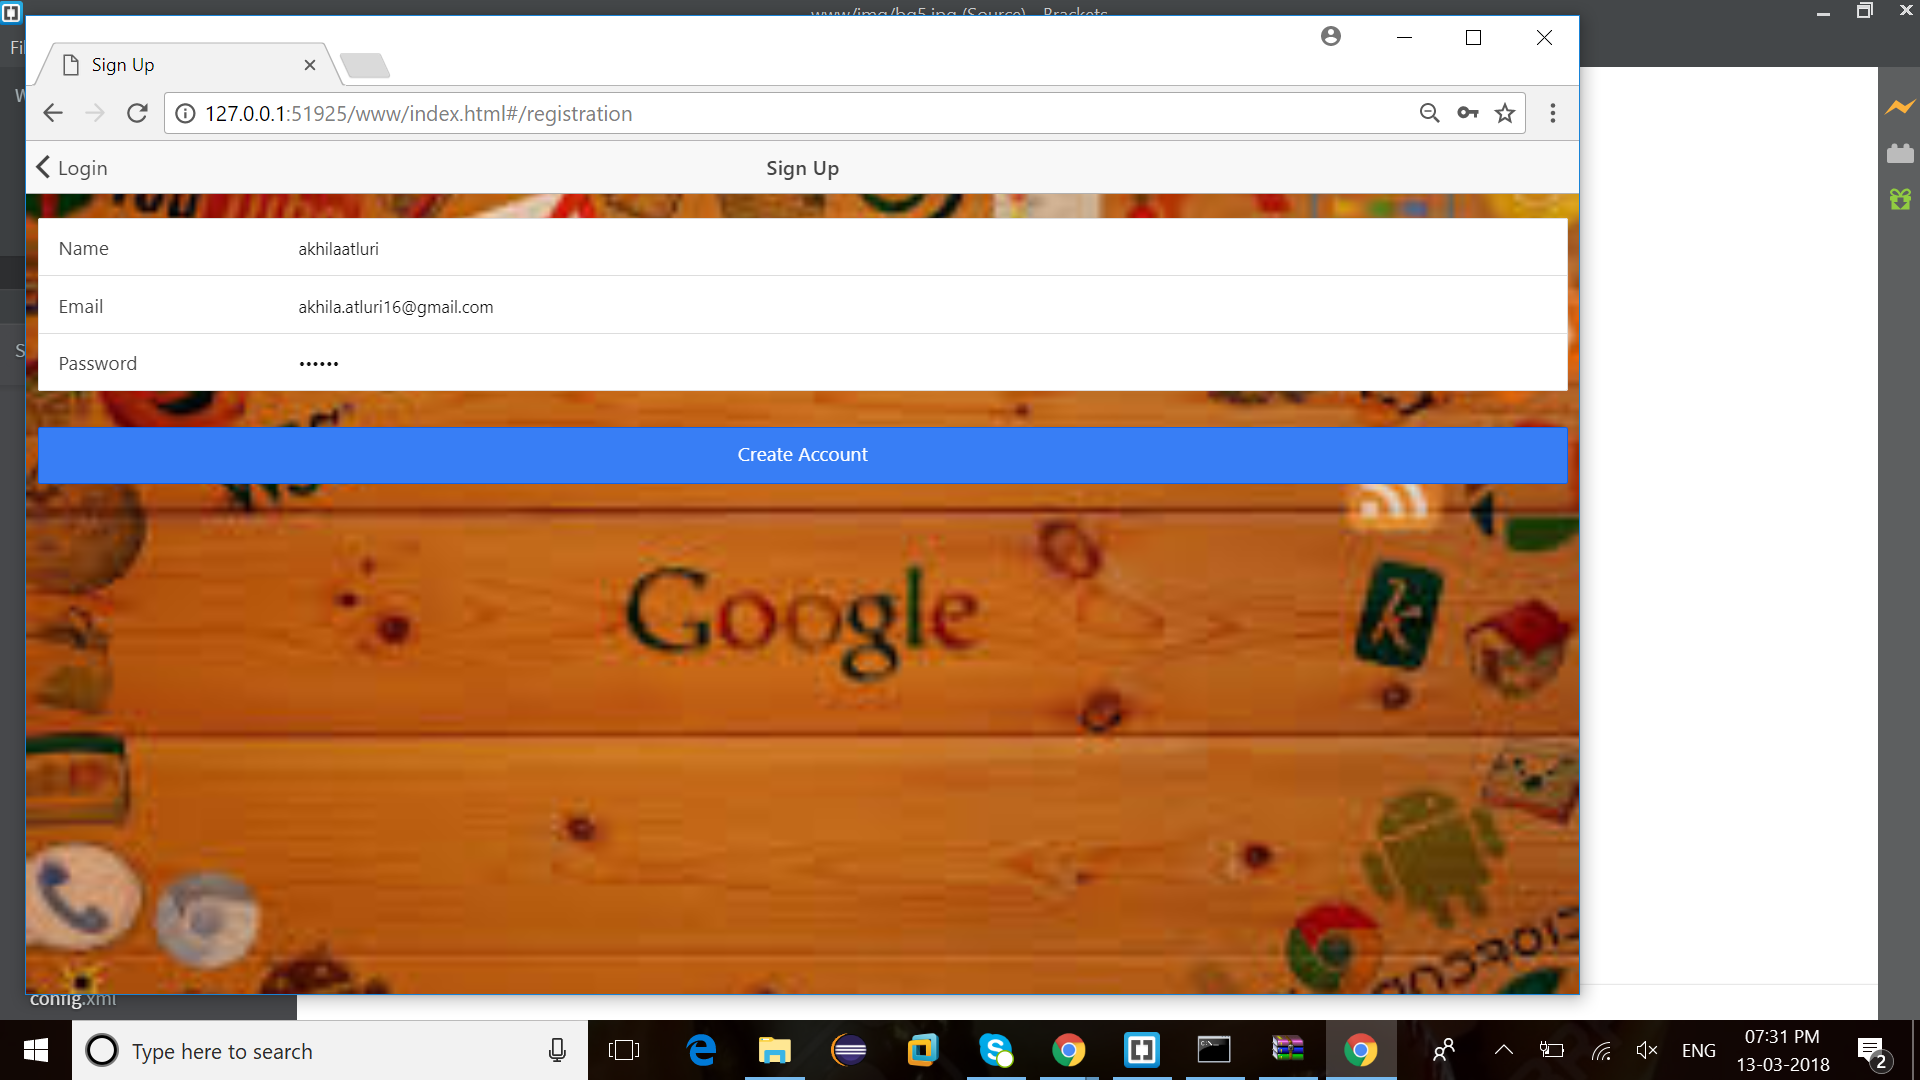 www/img/bg5.jpg (Source) - Brackets
Sign Up
127.0.0.1:51925/www/index.html#/registration
Login
Sign Up
Name
akhilaatluri
Email
akhila.atluri16@gmail.com
Password
••••••
Create Account
Google
k
config.xml
Type here to search
ENG
07:31 PM
13-03-2018
2